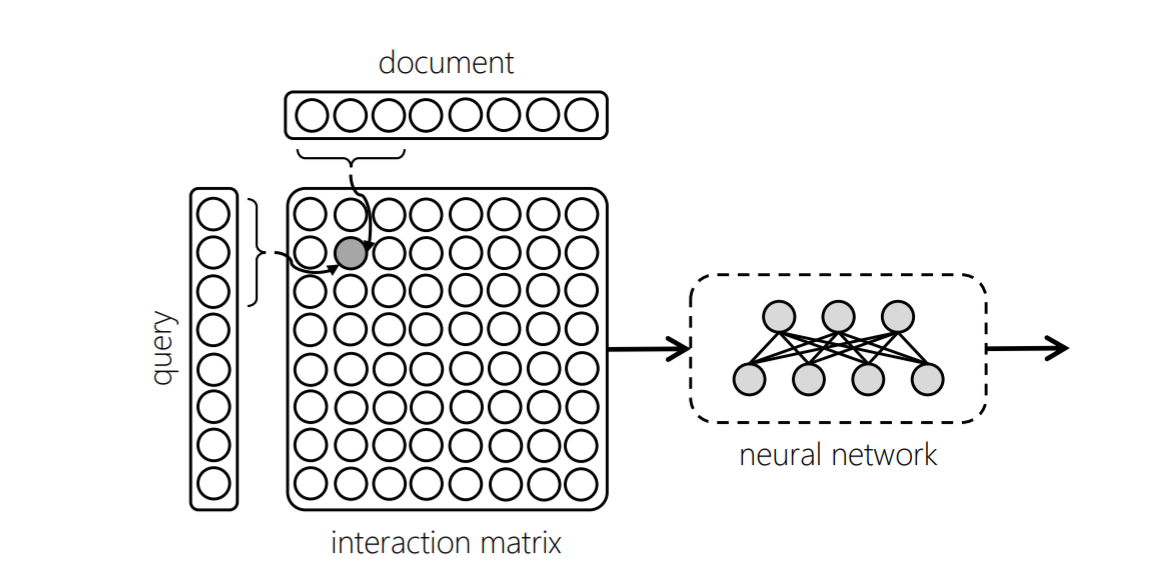 document
query
interaction matrix
neural network